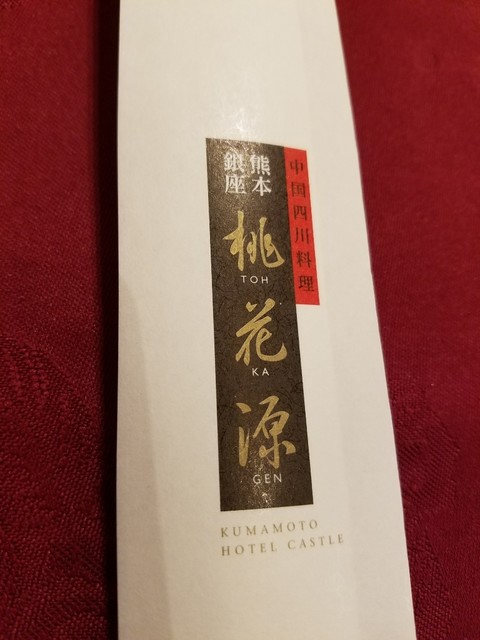 中国四川料理
熊本
銀座
桃
TOH
花
KA
源
GEN
KUMAMOTO
HOTEL CASTLE